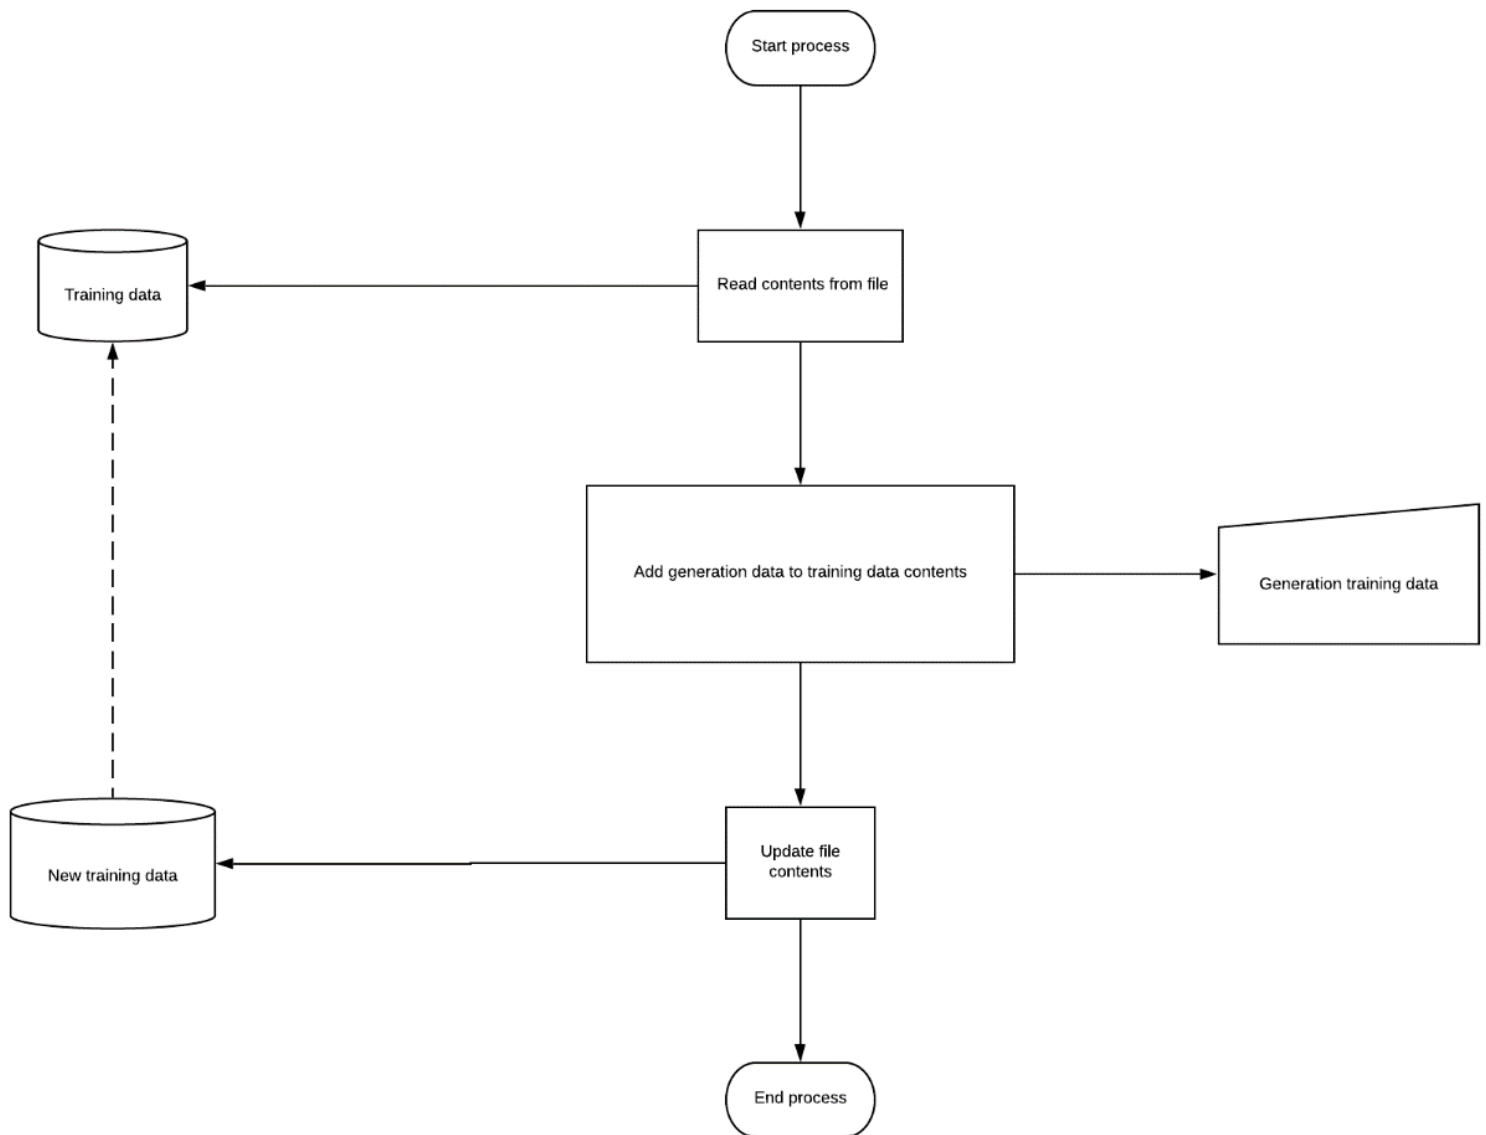 Start process
Training data
Read contents from file
Add generation data to training data contents
Generation training data
New training data
Update file
contents
End process